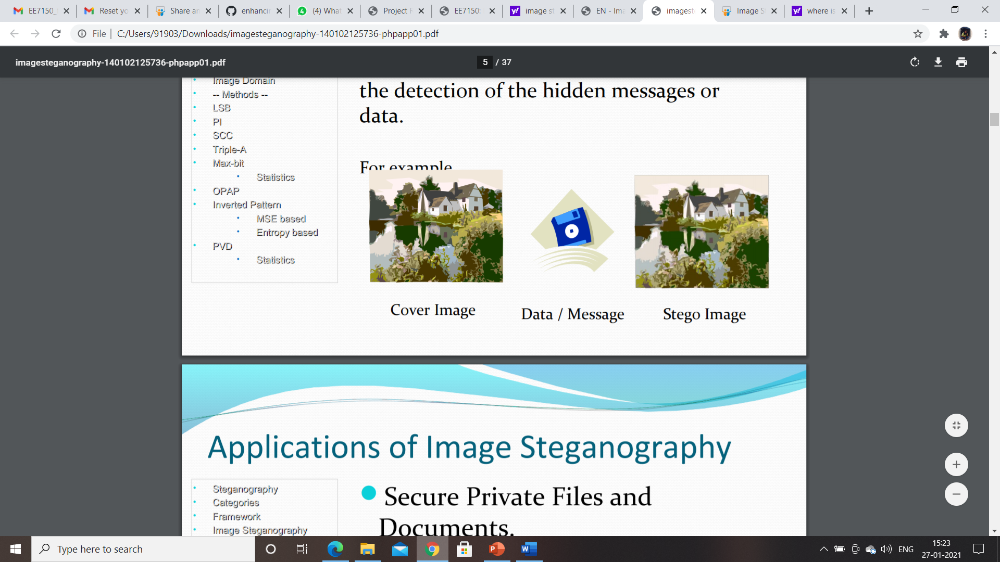 EE7150_
Reset yo
Share an
enhancin
(4) What
Project F
EE7150:
image st
EN - Ima
imageste
Image S
where is
File
C:/Users/91903/Downloads/imagesteganography-140102125736-phpapp01.pdf
imagesteganography-140102125736-phpapp01.pdf
5 / 37
Image Domain
-- Methods --
LSB
PI
SCC
Triple-A
Max-bit
Statistics
OPAP
Inverted Pattern
MSE based
Entropy based
PVD
Statistics
the detection of the hidden messages or
data.
For example
Cover Image
Data / Message
Stego Image
Applications of Image Steganography
Steganography
Categories
Framework
Image Steganography
Secure Private Files and
Documents.
Type here to search
ENG
15:23
27-01-2021